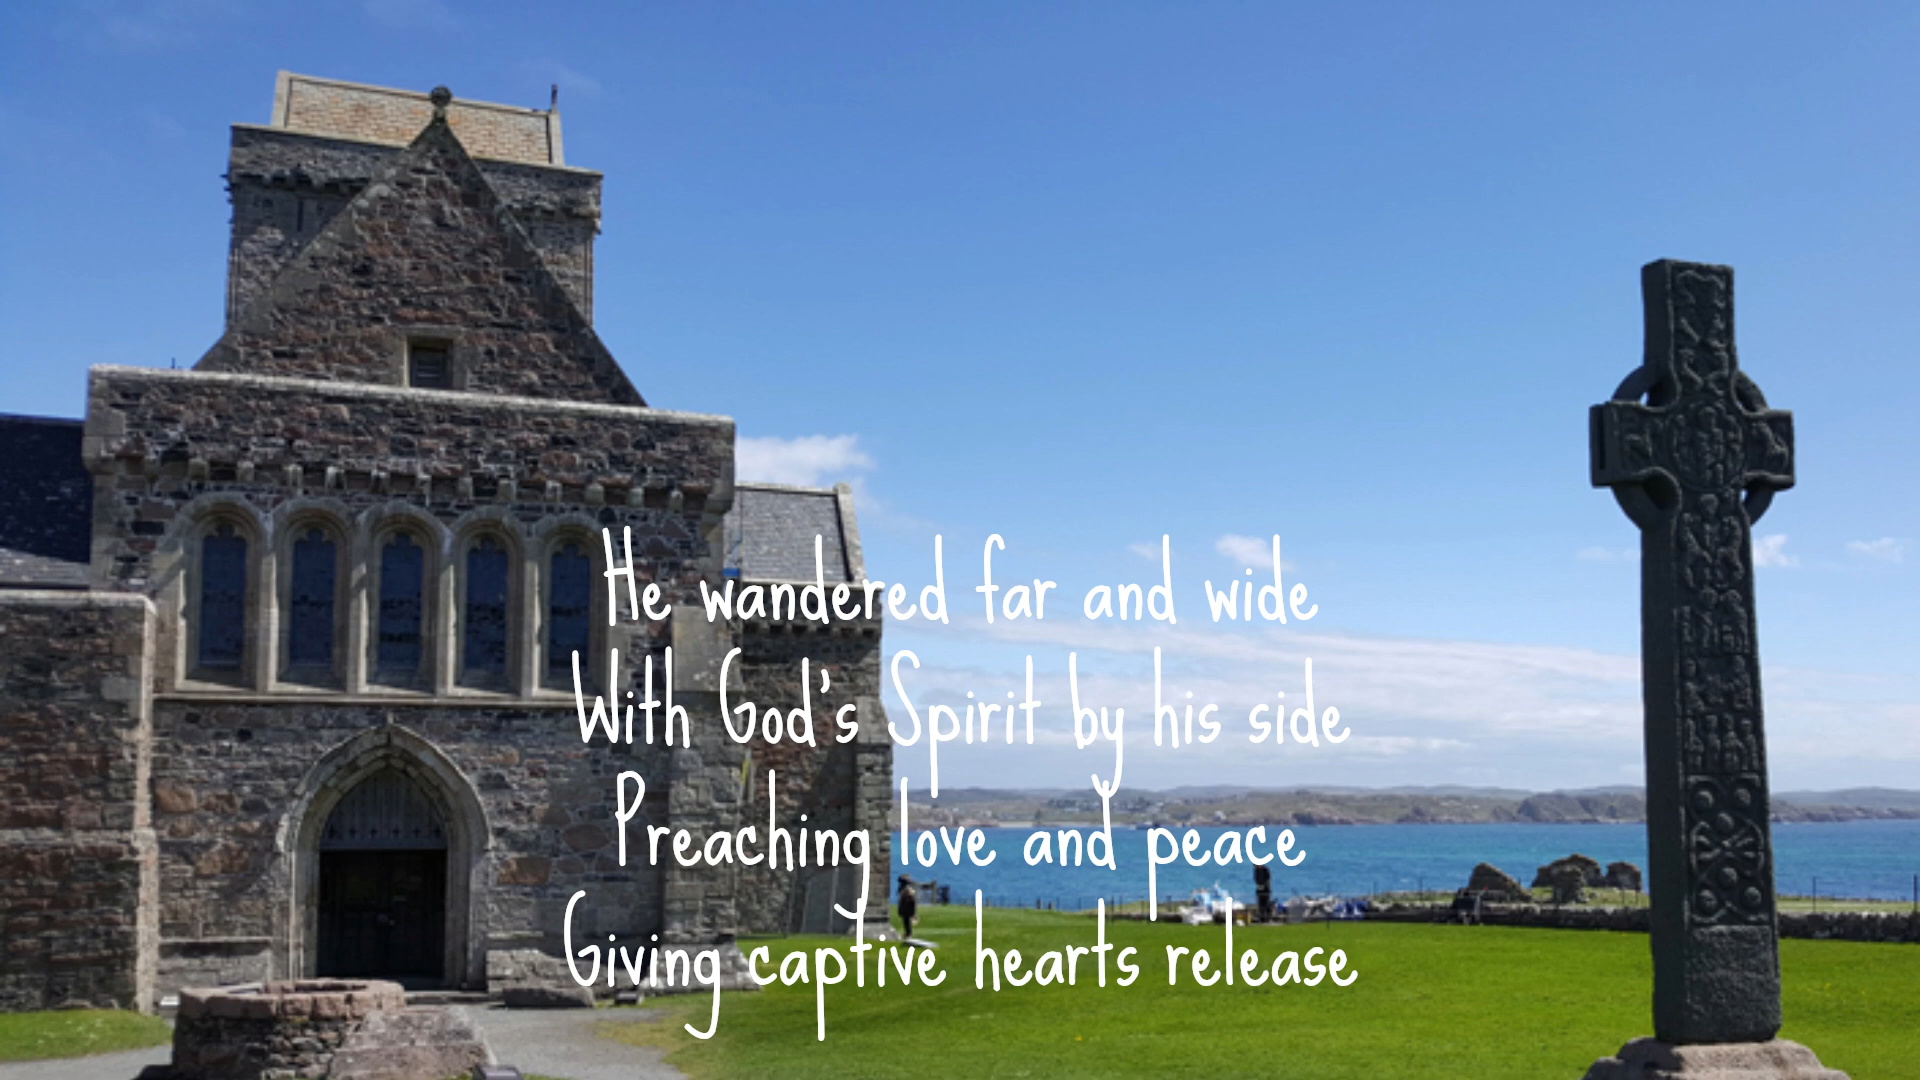 He wandered far and wide
With God's Spirit by his side
Preaching love and peace
Giving captive hearts release